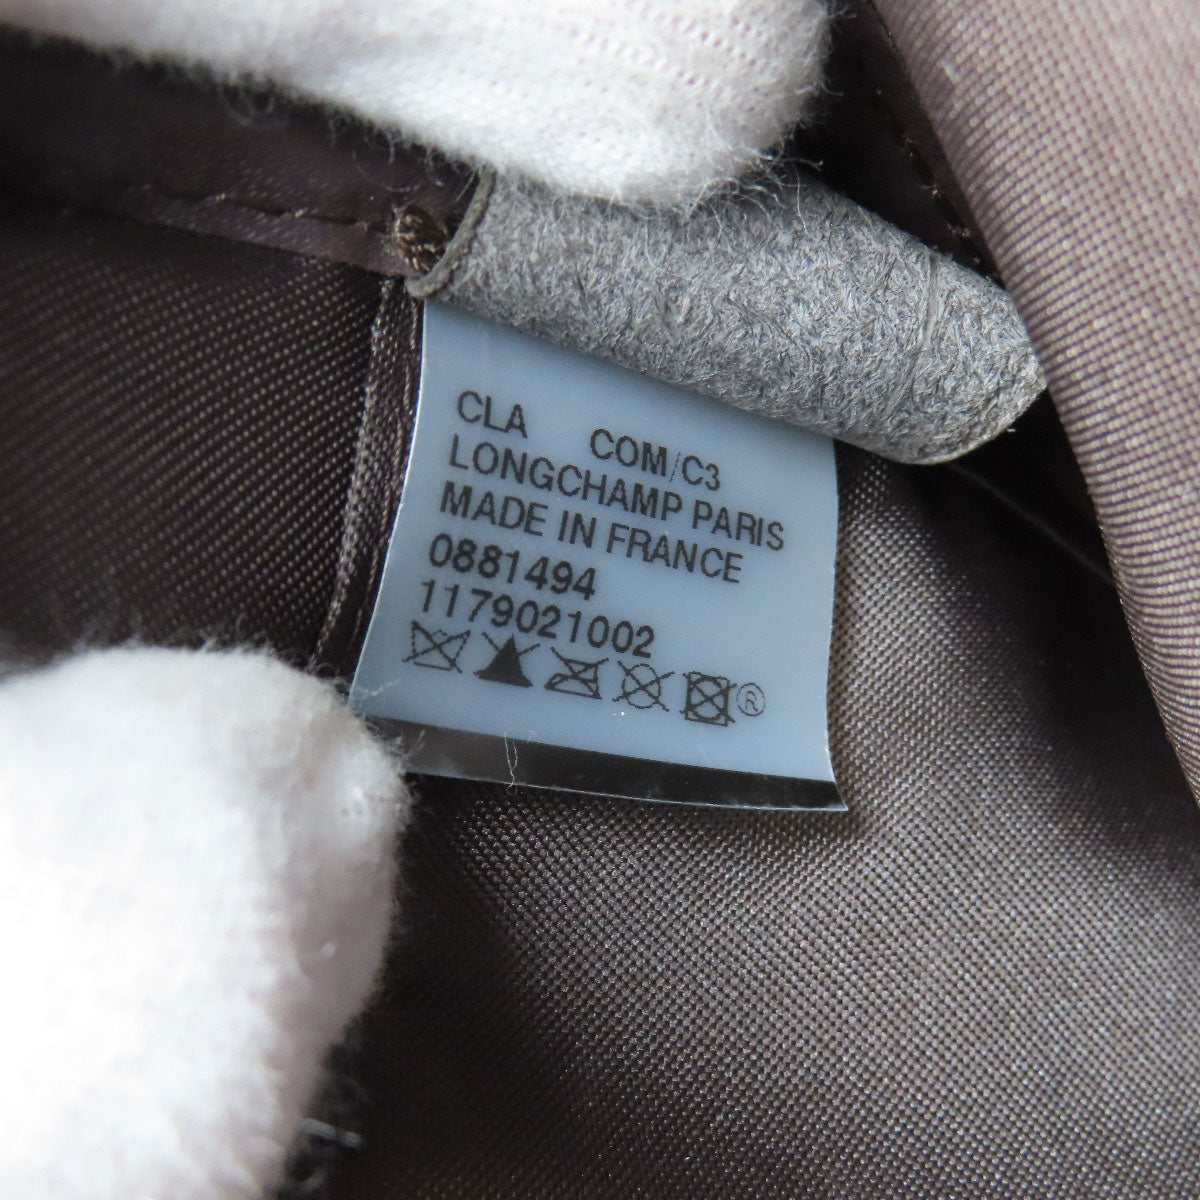 CLA COM/C3
LONGCHAMP PARIS
MADE IN FRANCE
0881494
1179021002
®